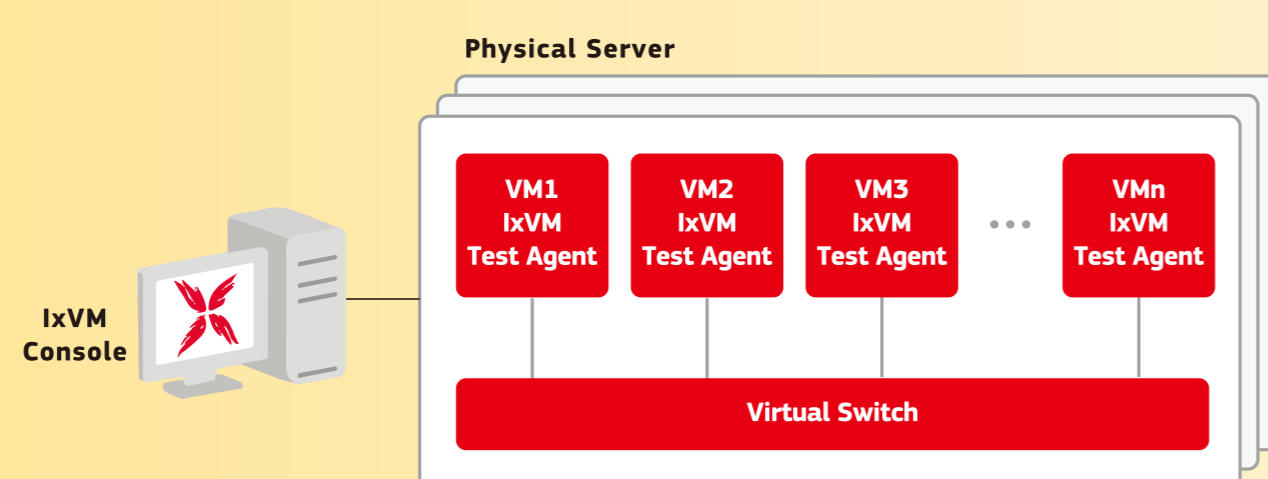 Physical Server
VM1
IxVM
Test Agent
VM2
IxVM
Test Agent
VM3
IxVM
Test Agent
VMn
IxVM
Test Agent
IxVM
Console
Virtual Switch